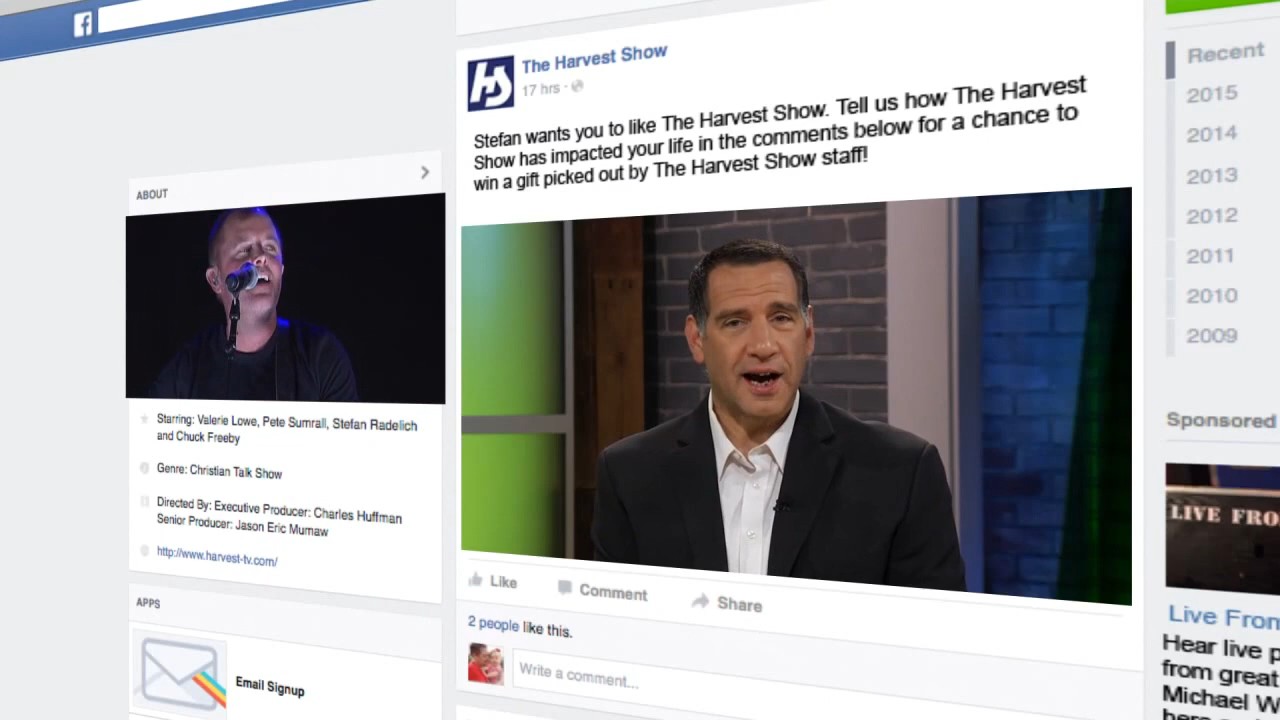 The Harvest Show
17 hrs ·
Stefan wants you to like The Harvest Show. Tell us how The Harvest
Show has impacted your life in the comments below for a chance to
win a gift picked out by The Harvest Show staff!
ABOUT
Starring: Valerie Lowe, Pete Sumrall, Stefan Radelich
and Chuck Freeby
Genre: Christian Talk Show
Directed By: Executive Producer: Charles Huffman
Senior Producer: Jason Eric Mumaw
http://www.harvest-tv.com/
APPS
Email Signup
Like
Comment
Share
2 people like this.
Write a comment...
Recent
2015
2014
2013
2012
2011
2010
2009
Sponsored
LIVE FRO
Live From
Hear live p
from great
Michael W